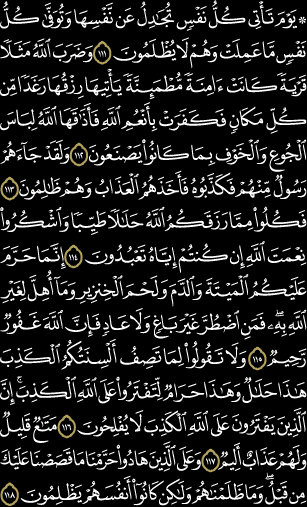 ۞ يَوۡمَ تَأۡتِي كُلُّ نَفۡسٖ تُجَٰدِلُ عَن نَّفۡسِهَا وَتُوَفَّىٰ كُلُّ
نَفۡسٖ مَّا عَمِلَتۡ وَهُمۡ لَا يُظۡلَمُونَ ١١١ وَضَرَبَ ٱللَّهُ مَثَلٗا
قَرۡيَةٗ كَانَتۡ ءَامِنَةٗ مُّطۡمَئِنَّةٗ يَأۡتِيهَا رِزۡقُهَا رَغَدٗا مِّن
كُلِّ مَكَانٖ فَكَفَرَتۡ بِأَنۡعُمِ ٱللَّهِ فَأَذَٰقَهَا ٱللَّهُ لِبَاسَ
ٱلۡجُوعِ وَٱلۡخَوۡفِ بِمَا كَانُواْ يَصۡنَعُونَ ١١٢ وَلَقَدۡ جَآءَهُمۡ
رَسُولٞ مِّنۡهُمۡ فَكَذَّبُوهُ فَأَخَذَهُمُ ٱلۡعَذَابُ وَهُمۡ ظَٰلِمُونَ ١١٣
فَكُلُواْ مِمَّا رَزَقَكُمُ ٱللَّهُ حَلَٰلٗا طَيِّبٗا وَٱشۡكُرُواْ
نِعۡمَتَ ٱللَّهِ إِن كُنتُمۡ إِيَّاهُ تَعۡبُدُونَ ١١٤ إِنَّمَا حَرَّمَ
عَلَيۡكُمُ ٱلۡمَيۡتَةَ وَٱلدَّمَ وَلَحۡمَ ٱلۡخِنزِيرِ وَمَآ أُهِلَّ لِغَيۡرِ
ٱللَّهِ بِهِۦۖ فَمَنِ ٱضۡطُرَّ غَيۡرَ بَاغٖ وَلَا عَادٖ فَإِنَّ ٱللَّهَ غَفُورٞ
رَّحِيمٞ ١١٥ وَلَا تَقُولُواْ لِمَا تَصِفُ أَلۡسِنَتُكُمُ ٱلۡكَذِبَ
هَٰذَا حَلَٰلٞ وَهَٰذَا حَرَامٞ لِّتَفۡتَرُواْ عَلَى ٱللَّهِ ٱلۡكَذِبَۚ إِنَّ
ٱلَّذِينَ يَفۡتَرُونَ عَلَى ٱللَّهِ ٱلۡكَذِبَ لَا يُفۡلِحُونَ ١١٦ مَتَٰعٞ قَلِيلٞ
وَلَهُمۡ عَذَابٌ أَلِيمٞ ١١٧ وَعَلَى ٱلَّذِينَ هَادُواْ حَرَّمۡنَا مَا قَصَصۡنَا عَلَيۡكَ
مِن قَبۡلُۖ وَمَا ظَلَمۡنَٰهُمۡ وَلَٰكِن كَانُوٓاْ أَنفُسَهُمۡ يَظۡلِمُونَ ١١٨